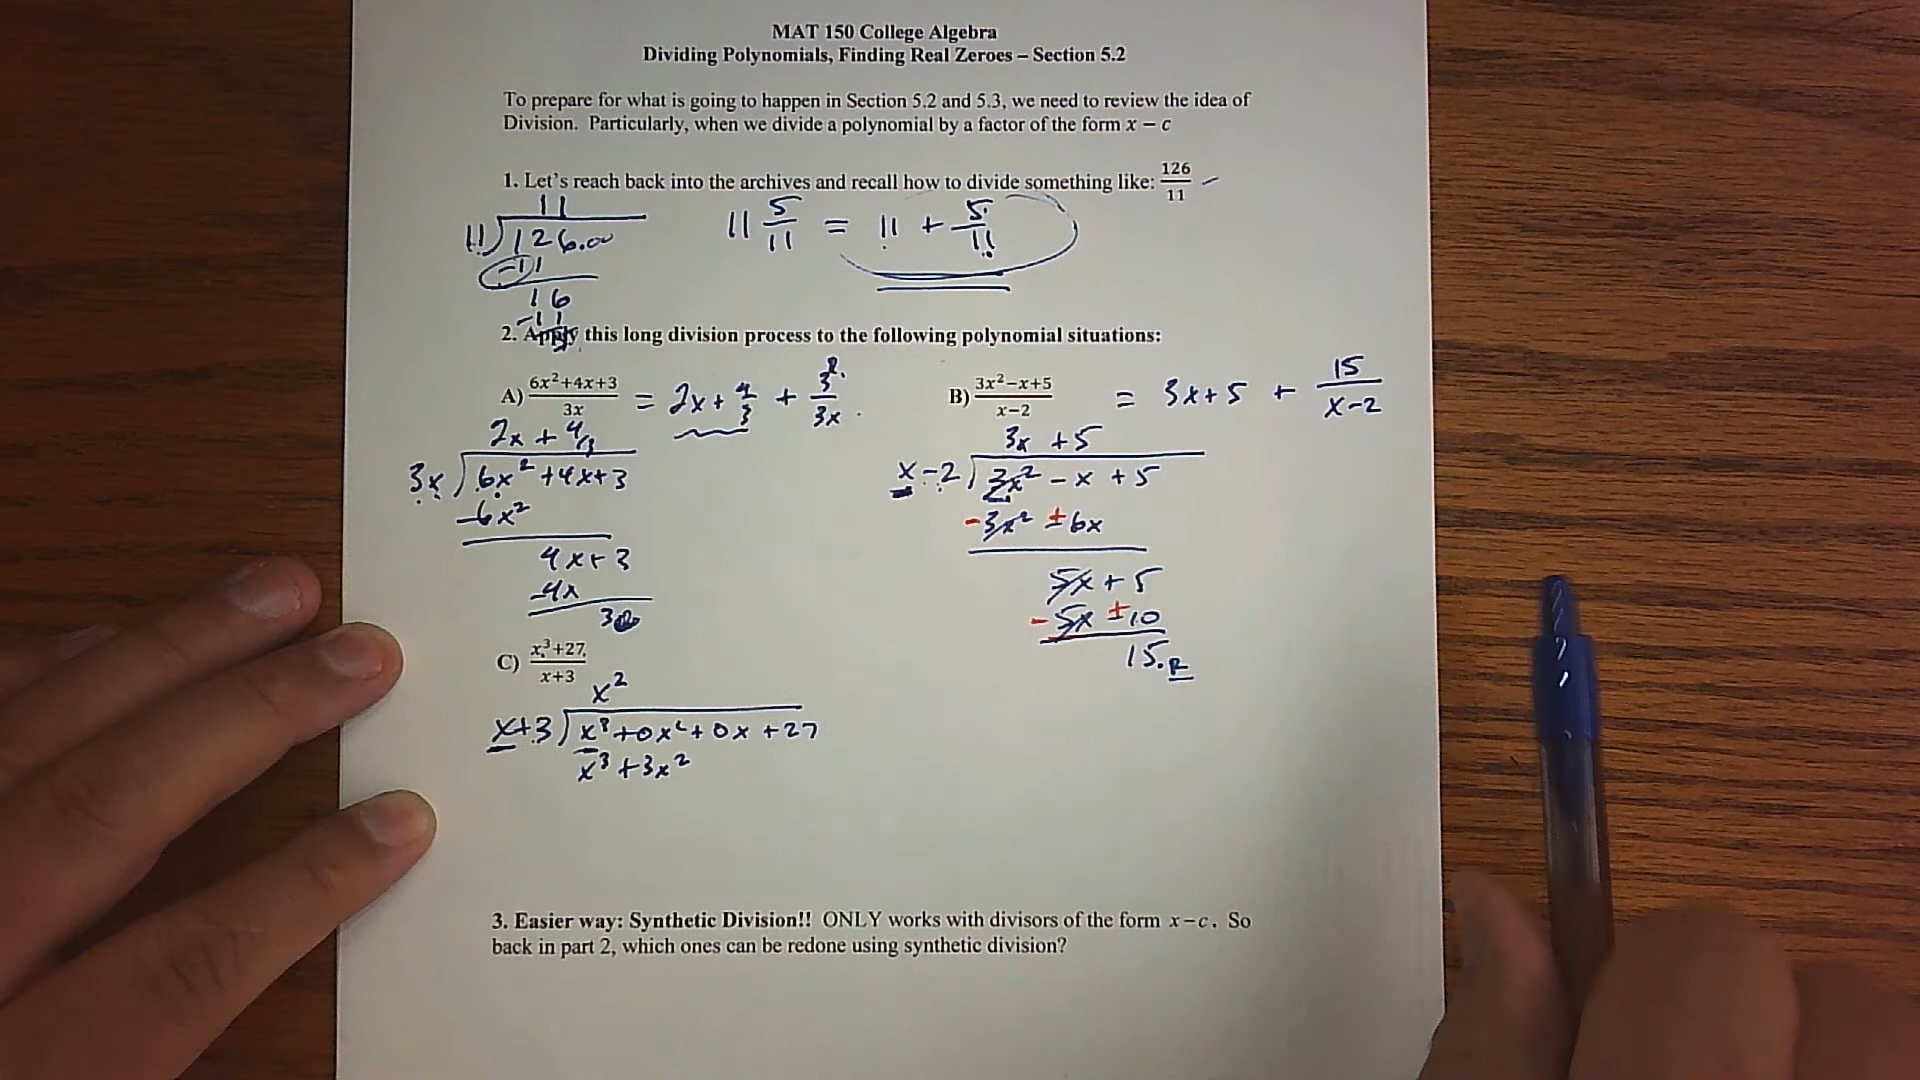 MAT 150 College Algebra
Dividing Polynomials, Finding Real Zeroes – Section 5.2
To prepare for what is going to happen in Section 5.2 and 5.3, we need to review the idea of
Division. Particularly, when we divide a polynomial by a factor of the form x – c
1. Let's reach back into the archives and recall how to divide something like: 126/11
11
11)126.00
-11
16
-11
5
11 5/11 = 11 + 5/11
2. Apply this long division process to the following polynomial situations:
A) (6x²+4x+3)/(3x) = 2x + 4/3 + 3/(3x)
2x + 4/3
3x)6x² +4x+3
-6x²
4x+3
-4x
3
B) (3x²−x+5)/(x−2) = 3x+5 + 15/(x−2)
3x +5
x-2)3x² - x + 5
-3x² ± 6x
5x + 5
-5x ± 10
15. R
C) (x³+27)/(x+3)
x²
x+3)x³+0x²+0x+27
x³+3x²
3. Easier way: Synthetic Division!! ONLY works with divisors of the form x−c. So
back in part 2, which ones can be redone using synthetic division?